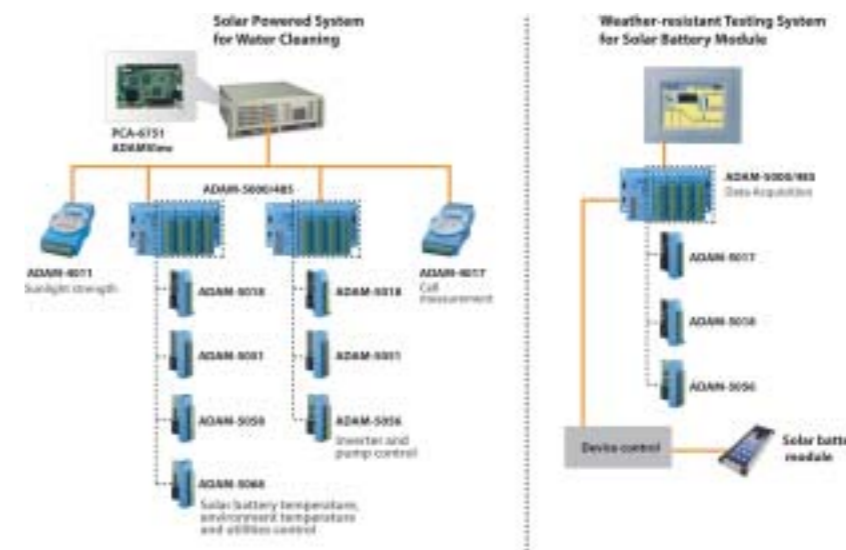 Solar Powered System
for Water Cleaning
PCA-6751
ADAMView
ADAM-5000/485
ADAM-4011
Sunlight strength
ADAM-4017
Cell
measurement
ADAM-5018
ADAM-5051
ADAM-5050
ADAM-5060
Solar battery temperature,
environment temperature
and utilities control
ADAM-5018
ADAM-5051
ADAM-5056
Inverter and
pump control
Weather-resistant Testing System
for Solar Battery Module
ADAM-5000/485
Data Acquisition
ADAM-5017
ADAM-5056
Device control
Solar batte
module